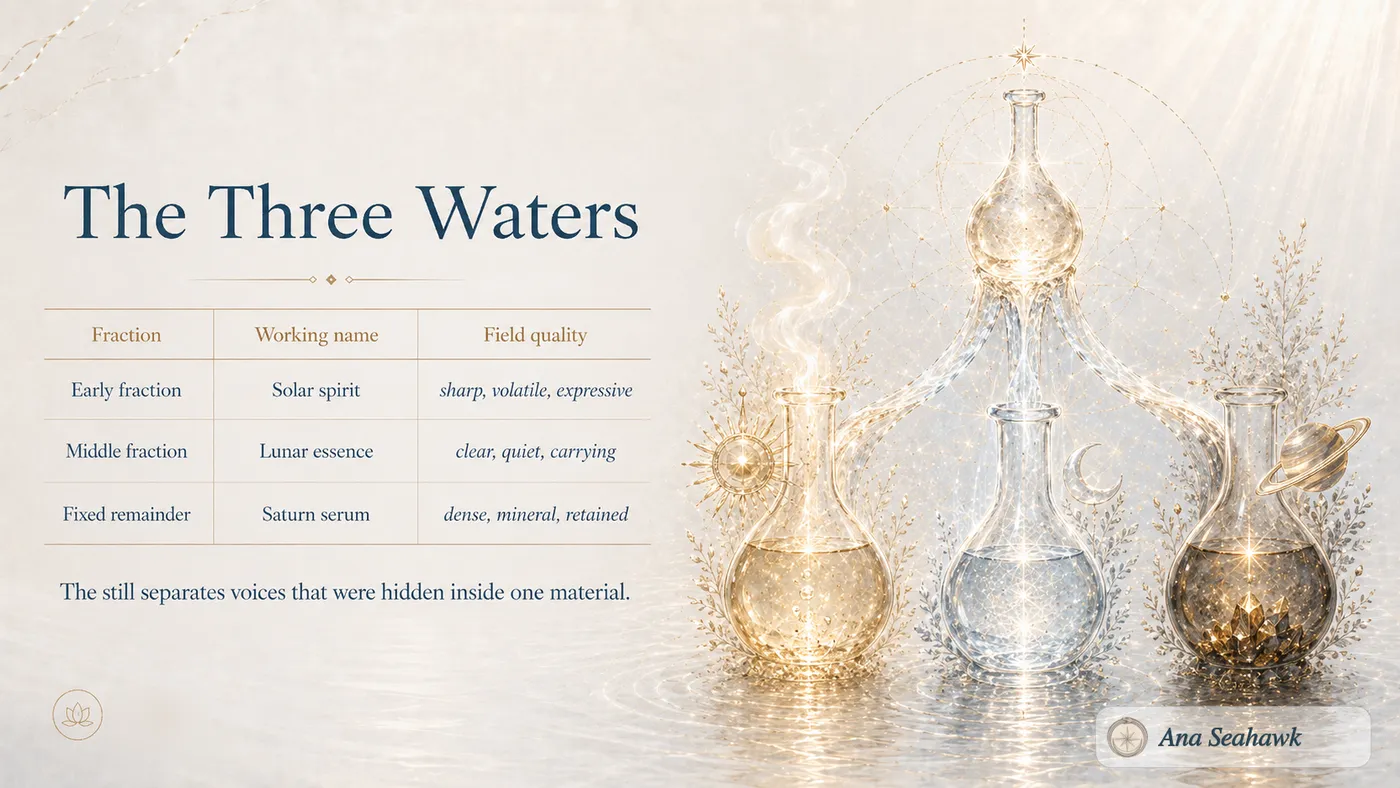 The Three Waters
Fraction Working name Field quality
Early fraction Solar spirit sharp, volatile, expressive
Middle fraction Lunar essence clear, quiet, carrying
Fixed remainder Saturn serum dense, mineral, retained
The still separates voices that were hidden inside one material.
Ana Seahawk